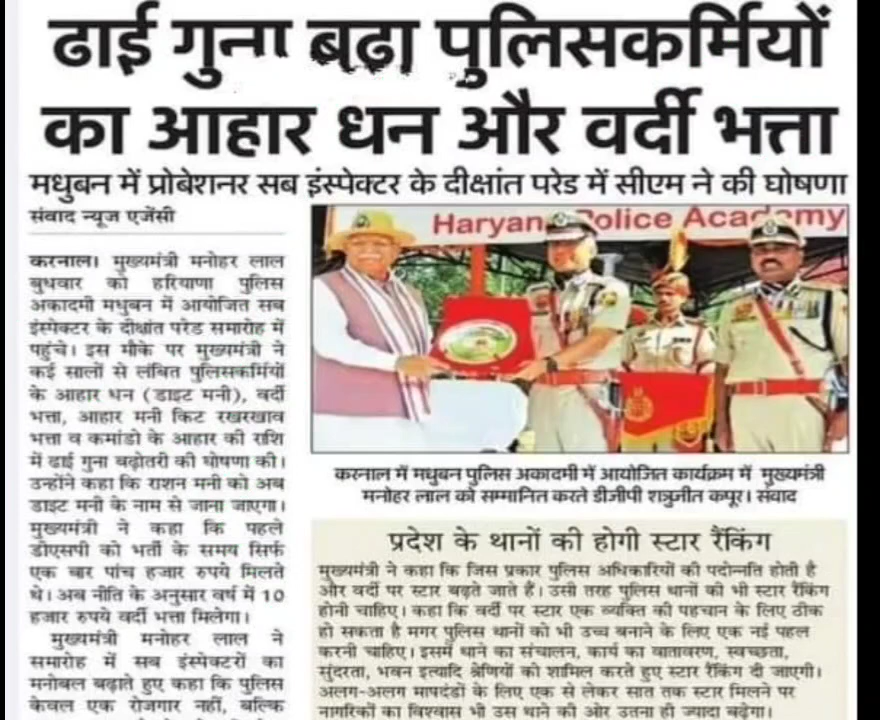 ढाई गुना बढ़ा पुलिसकर्मियों
का आहार धन और वर्दी भत्ता
मधुबन में प्रोबेशनर सब इंस्पेक्टर के दीक्षांत परेड में सीएम ने की घोषणा
संवाद न्यूज एजेंसी
करनाल। मुख्यमंत्री मनोहर लाल
बुधवार को हरियाणा पुलिस
अकादमी मधुबन में आयोजित सब
इंस्पेक्टर के दीक्षांत परेड समारोह में
पहुंचे। इस मौके पर मुख्यमंत्री ने
कई सालों से लंबित पुलिसकर्मियों
के आहार धन (डाइट मनी), वर्दी
भत्ता, आहार मनी किट रखरखाव
भत्ता व कमांडो के आहार की राशि
में ढाई गुना बढ़ोतरी की घोषणा की।
उन्होंने कहा कि राशन मनी को अब
डाइट मनी के नाम से जाना जाएगा।
मुख्यमंत्री ने कहा कि पहले
डीएसपी को भर्ती के समय सिर्फ
एक बार पांच हजार रुपये मिलते
थे। अब नीति के अनुसार वर्ष में 10
हजार रुपये वर्दी भत्ता मिलेगा।
मुख्यमंत्री मनोहर लाल ने
समारोह में सब इंस्पेक्टरों का
मनोबल बढ़ाते हुए कहा कि पुलिस
केवल एक रोजगार नहीं, बल्कि
Haryana Police Academy
करनाल में मधुबन पुलिस अकादमी में आयोजित कार्यक्रम में मुख्यमंत्री
मनोहर लाल को सम्मानित करते डीजीपी शत्रुजीत कपूर। संवाद
प्रदेश के थानों की होगी स्टार रैंकिंग
मुख्यमंत्री ने कहा कि जिस प्रकार पुलिस अधिकारियों की पदोन्नति होती है
और वर्दी पर स्टार बढ़ते जाते हैं। उसी तरह पुलिस थानों की भी स्टार रैंकिंग
होनी चाहिए। कहा कि वर्दी पर स्टार एक व्यक्ति की पहचान के लिए ठीक
हो सकता है मगर पुलिस थानों को भी उच्च बनाने के लिए एक नई पहल
करनी चाहिए। इसमें थाने का संचालन, कार्य का वातावरण, स्वच्छता,
सुंदरता, भवन इत्यादि श्रेणियों को शामिल करते हुए स्टार रैंकिंग दी जाएगी।
अलग-अलग मापदंडों के लिए एक से लेकर सात तक स्टार मिलने पर
नागरिकों का विश्वास भी उस थाने की ओर उतना ही ज्यादा बढ़ेगा।